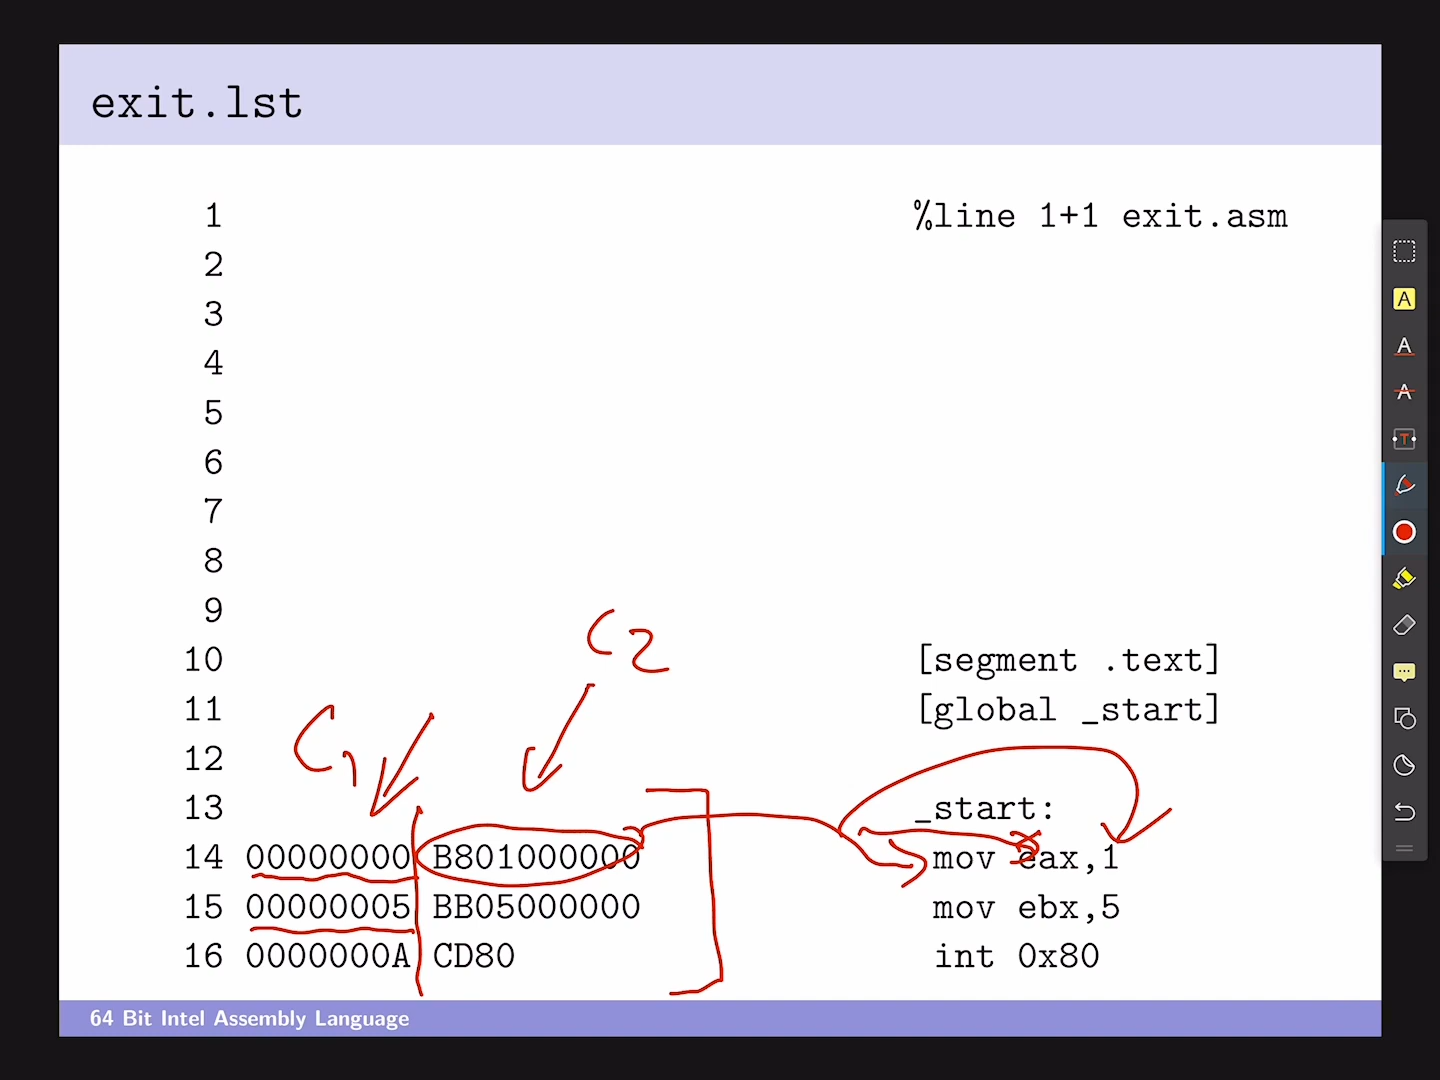 exit.lst
1 %line 1+1 exit.asm
2
3
4
5
6
7
8
9
C2
10 [segment .text]
11 [global _start]
C1
12
13 _start:
14 00000000 B801000000 mov eax,1
15 00000005 BB05000000 mov ebx,5
16 0000000A CD80 int 0x80
64 Bit Intel Assembly Language
A
A
A
T